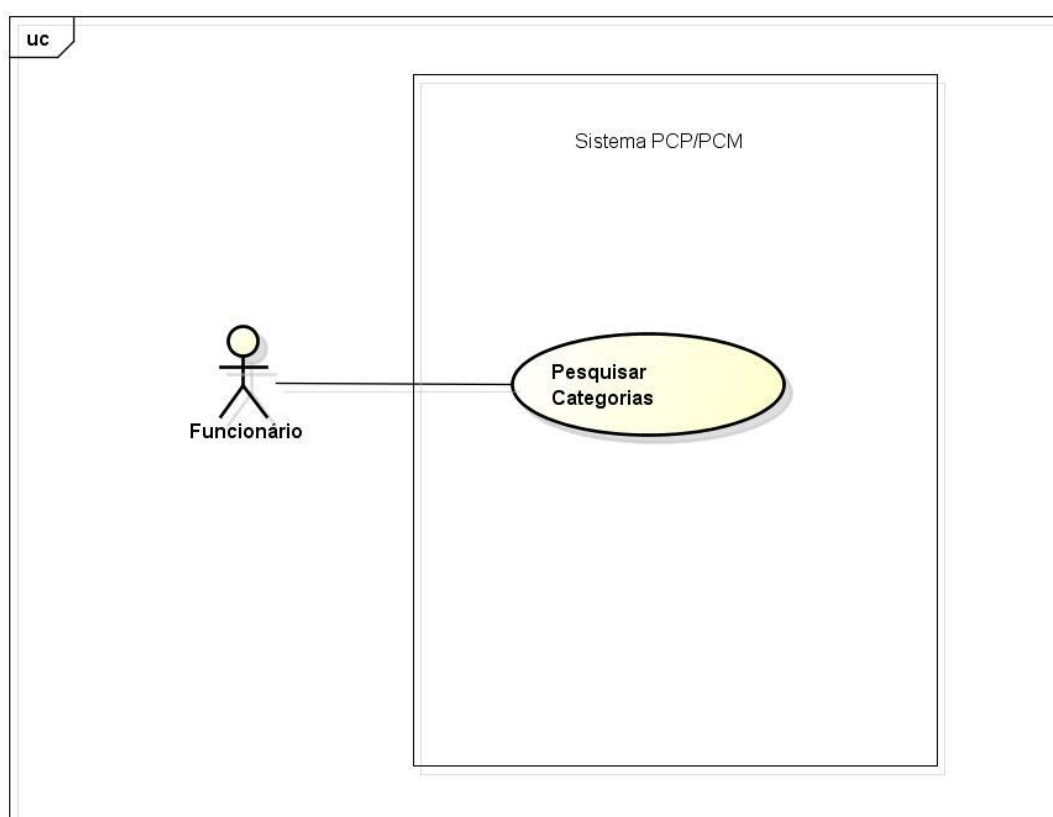 uc
Sistema PCP/PCM
Pesquisar
Categorias
Funcionário